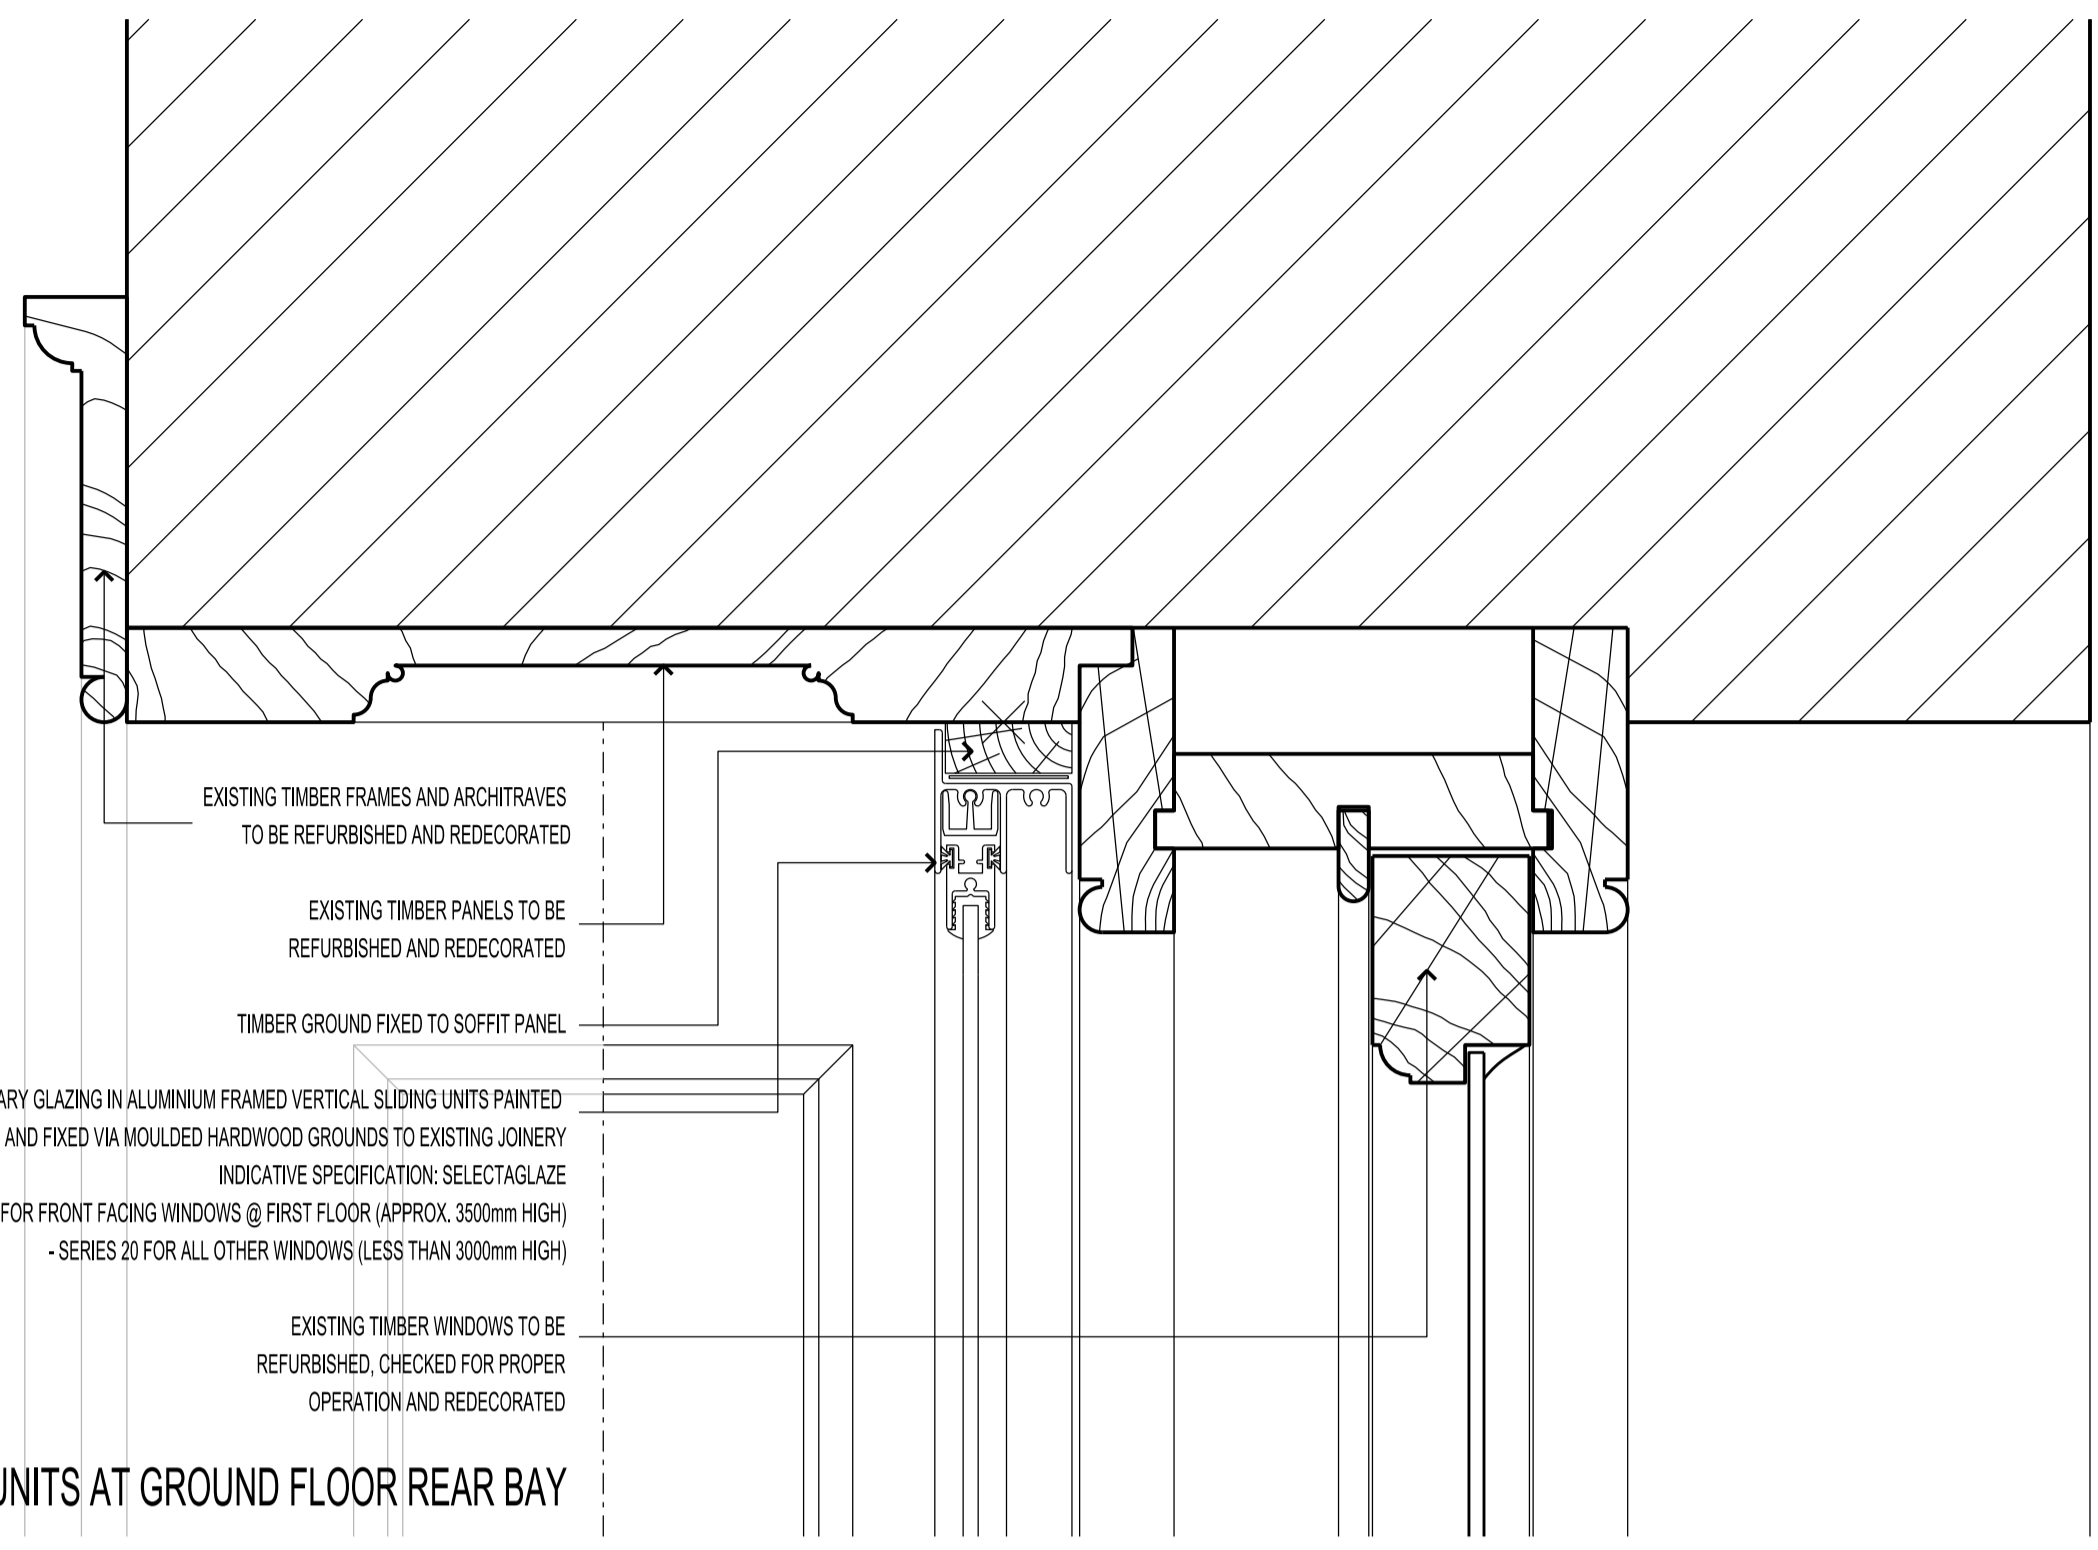 EXISTING TIMBER FRAMES AND ARCHITRAVES
TO BE REFURBISHED AND REDECORATED
EXISTING TIMBER PANELS TO BE
REFURBISHED AND REDECORATED
TIMBER GROUND FIXED TO SOFFIT PANEL
GLAZING IN ALUMINIUM FRAMED VERTICAL SLIDING UNITS PAINTED
AND FIXED VIA MOULDED HARDWOOD GROUNDS TO EXISTING JOINERY
INDICATIVE SPECIFICATION: SELECTAGLAZE
FOR FRONT FACING WINDOWS @ FIRST FLOOR (APPROX. 3500mm HIGH)
- SERIES 20 FOR ALL OTHER WINDOWS (LESS THAN 3000mm HIGH)
EXISTING TIMBER WINDOWS TO BE
REFURBISHED, CHECKED FOR PROPER
OPERATION AND REDECORATED
UNITS AT GROUND FLOOR REAR BAY